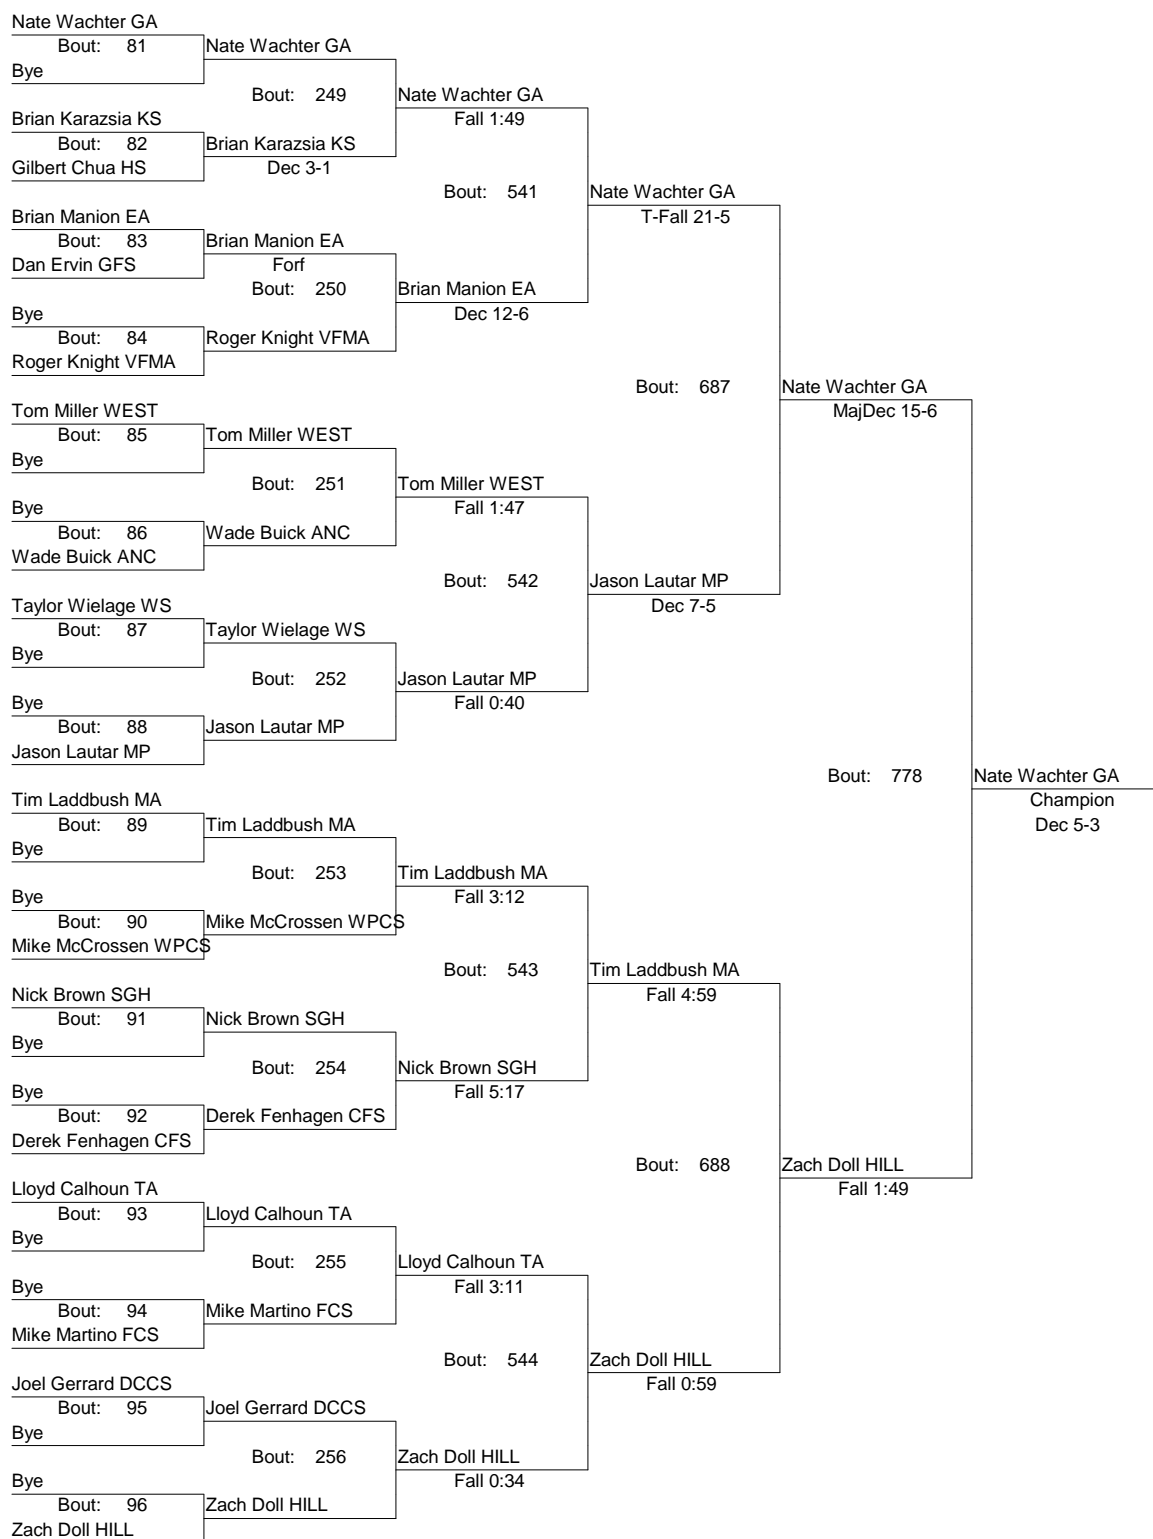 Nate Wachter GA
Bout: 81
Nate Wachter GA
Bye
Bout: 249
Nate Wachter GA
Brian Karazsia KS
Fall 1:49
Bout: 82
Brian Karazsia KS
Gilbert Chua HS
Dec 3-1
Bout: 541
Nate Wachter GA
Brian Manion EA
T-Fall 21-5
Bout: 83
Brian Manion EA
Dan Ervin GFS
Forf
Bout: 250
Brian Manion EA
Bye
Dec 12-6
Bout: 84
Roger Knight VFMA
Roger Knight VFMA
Bout: 687
Nate Wachter GA
Tom Miller WEST
MajDec 15-6
Bout: 85
Tom Miller WEST
Bye
Bout: 251
Tom Miller WEST
Bye
Fall 1:47
Bout: 86
Wade Buick ANC
Wade Buick ANC
Bout: 542
Jason Lautar MP
Taylor Wielage WS
Dec 7-5
Bout: 87
Taylor Wielage WS
Bye
Bout: 252
Jason Lautar MP
Bye
Fall 0:40
Bout: 88
Jason Lautar MP
Jason Lautar MP
Bout: 778
Nate Wachter GA
Tim Laddbush MA
Champion
Bout: 89
Tim Laddbush MA
Dec 5-3
Bye
Bout: 253
Tim Laddbush MA
Bye
Fall 3:12
Bout: 90
Mike McCrossen WPCS
Mike McCrossen WPCS
Bout: 543
Tim Laddbush MA
Nick Brown SGH
Fall 4:59
Bout: 91
Nick Brown SGH
Bye
Bout: 254
Nick Brown SGH
Bye
Fall 5:17
Bout: 92
Derek Fenhagen CFS
Derek Fenhagen CFS
Bout: 688
Zach Doll HILL
Lloyd Calhoun TA
Fall 1:49
Bout: 93
Lloyd Calhoun TA
Bye
Bout: 255
Lloyd Calhoun TA
Bye
Fall 3:11
Bout: 94
Mike Martino FCS
Mike Martino FCS
Bout: 544
Zach Doll HILL
Joel Gerrard DCCS
Fall 0:59
Bout: 95
Joel Gerrard DCCS
Bye
Bout: 256
Zach Doll HILL
Bye
Fall 0:34
Bout: 96
Zach Doll HILL
Zach Doll HILL